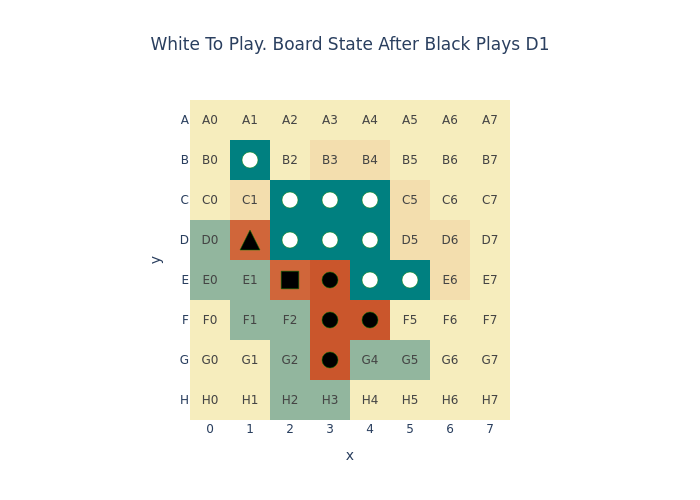 White To Play. Board State After Black Plays D1
A A0 A1 A2 A3 A4 A5 A6 A7
B B0 B2 B3 B4 B5 B6 B7
C C0 C1 C5 C6 C7
D D0 D5 D6 D7
y
E E0 E1 E6 E7
F F0 F1 F2 F5 F6 F7
G G0 G1 G2 G4 G5 G6 G7
H H0 H1 H2 H3 H4 H5 H6 H7
0 1 2 3 4 5 6 7
x